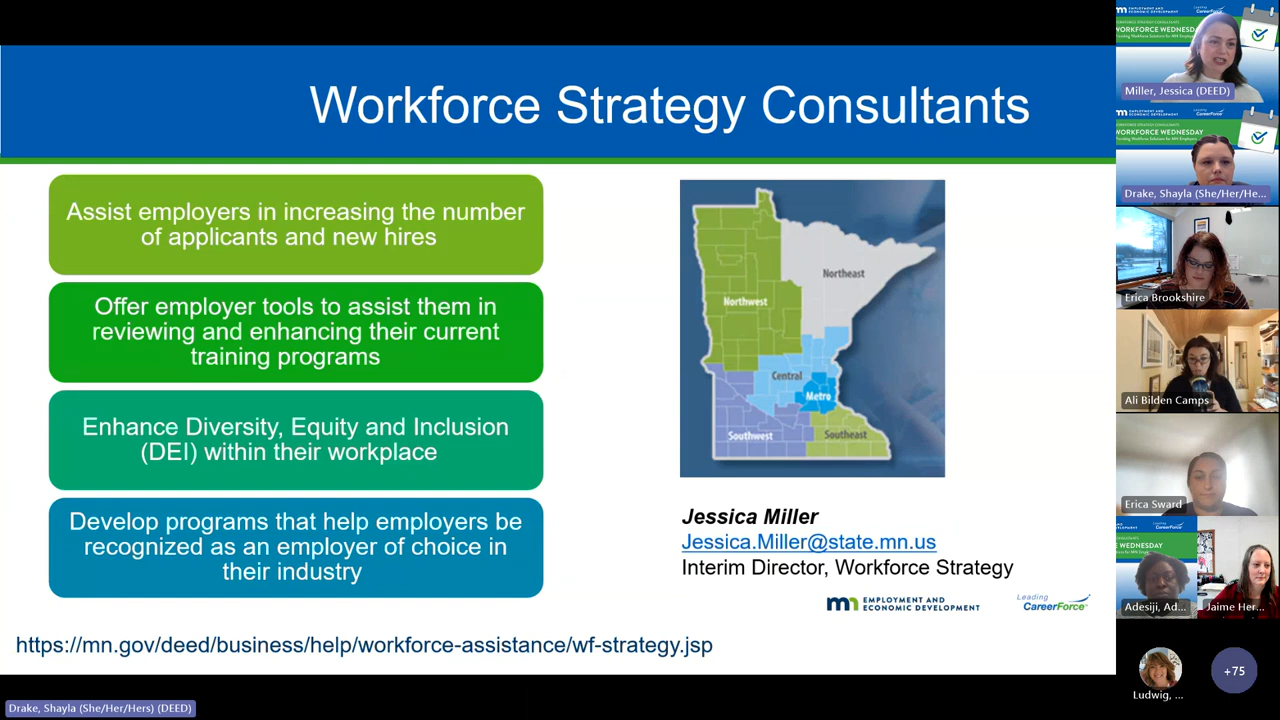 Workforce Strategy Consultants
Assist employers in increasing the number
of applicants and new hires
Offer employer tools to assist them in
reviewing and enhancing their current
training programs
Enhance Diversity, Equity and Inclusion
(DEI) within their workplace
Develop programs that help employers be
recognized as an employer of choice in
their industry
Northeast
Northwest
Central
Metro
Southwest
Southeast
Jessica Miller
Jessica.Miller@state.mn.us
Interim Director, Workforce Strategy
mn EMPLOYMENT AND
ECONOMIC DEVELOPMENT
Leading
CareerForce
https://mn.gov/deed/business/help/workforce-assistance/wf-strategy.jsp
Drake, Shayla (She/Her/Hers) (DEED)
WORKFORCE WEDNESDAY
Miller, Jessica (DEED)
WORKFORCE WEDNESDAY
Drake, Shayla (She/Her/He...
Erica Brookshire
Ali Bilden Camps
Erica Sward
WEDNESDAY
Adesiji, Ad...
Jaime Her...
Ludwig, ...
+75